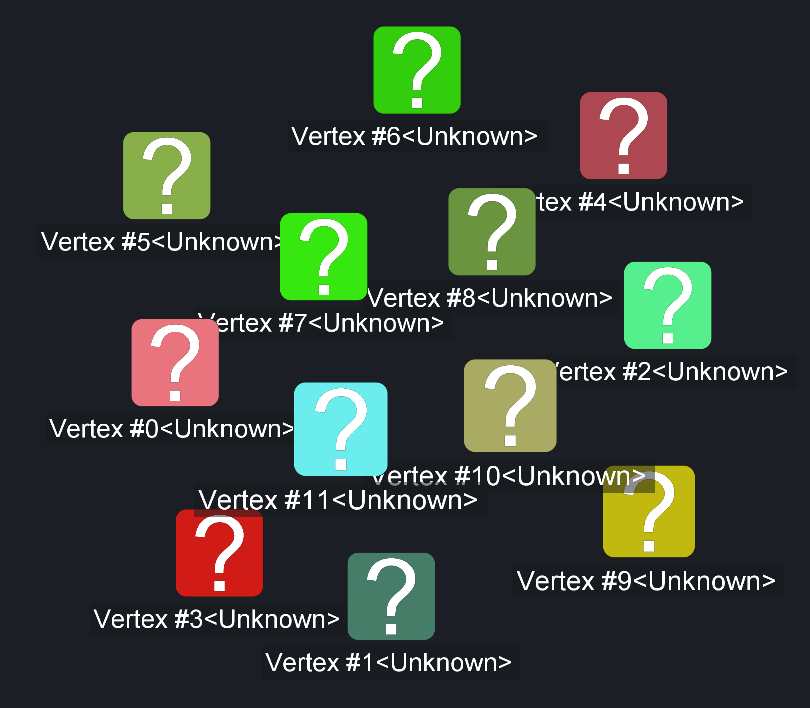 ?
Vertex #6<Unknown>
?
tex #4<Unknown>
?
Vertex #5<Unknown>
?
Vertex #8<Unknown>
?
Vertex #7<Unknown>
?
Vertex #2<Unknown>
?
Vertex #0<Unknown>
?
Vertex #10<Unknown>
?
Vertex #11<Unknown>
?
Vertex #9<Unknown>
?
Vertex #3<Unknown>
?
Vertex #1<Unknown>